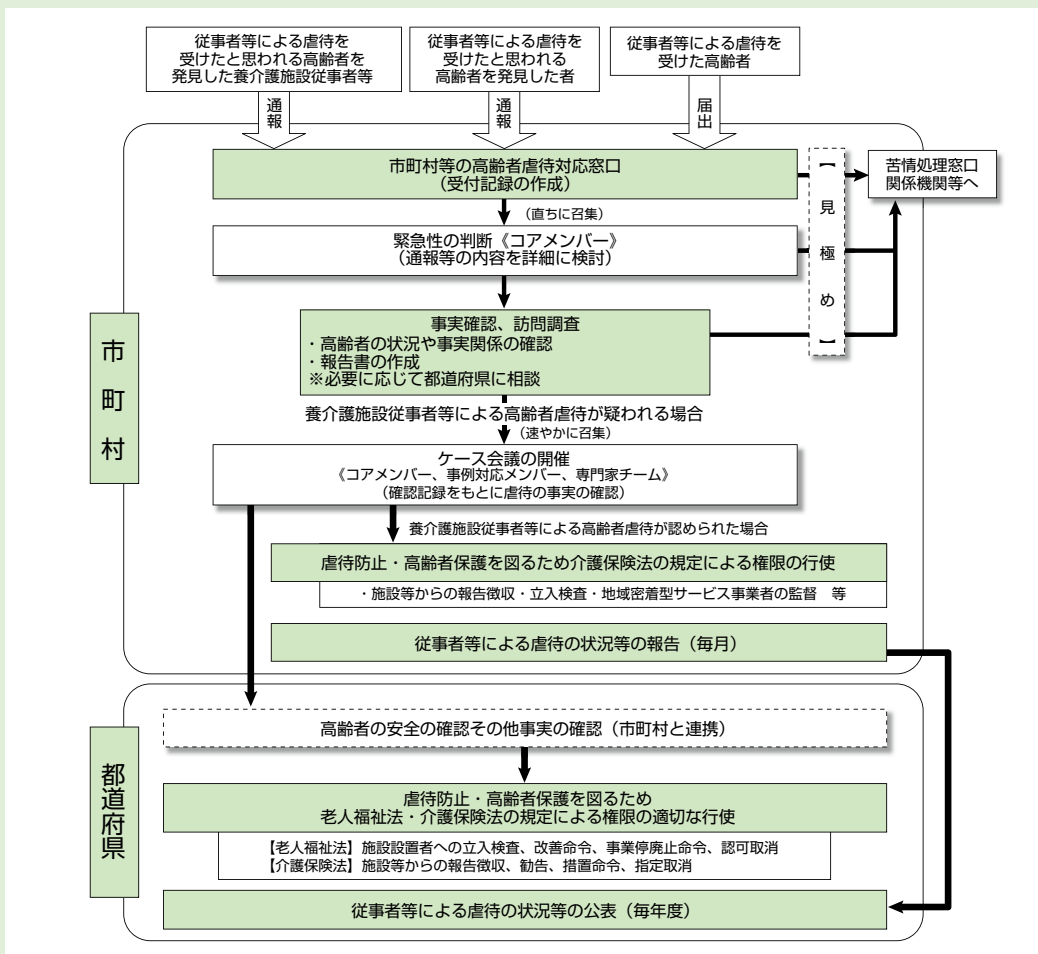 従事者等による虐待を
受けたと思われる高齢者を
発見した養介護施設従事者等
従事者等による虐待を
受けたと思われる
高齢者を発見した者
従事者等による虐待を
受けた高齢者
通報
通報
届出
市町村等の高齢者虐待対応窓口
（受付記録の作成）
【見極め】
苦情処理窓口
関係機関等へ
（直ちに召集）
緊急性の判断《コアメンバー》
（通報等の内容を詳細に検討）
事実確認、訪問調査
・高齢者の状況や事実関係の確認
・報告書の作成
※必要に応じて都道府県に相談
市町村
養介護施設従事者等による高齢者虐待が疑われる場合
（速やかに召集）
ケース会議の開催
《コアメンバー、事例対応メンバー、専門家チーム》
（確認記録をもとに虐待の事実の確認）
養介護施設従事者等による高齢者虐待が認められた場合
虐待防止・高齢者保護を図るため介護保険法の規定による権限の行使
・施設等からの報告徴収・立入検査・地域密着型サービス事業者の監督　等
従事者等による虐待の状況等の報告（毎月）
都道府県
高齢者の安全の確認その他事実の確認（市町村と連携）
虐待防止・高齢者保護を図るため
老人福祉法・介護保険法の規定による権限の適切な行使
【老人福祉法】施設設置者への立入検査、改善命令、事業停廃止命令、認可取消
【介護保険法】施設等からの報告徴収、勧告、措置命令、指定取消
従事者等による虐待の状況等の公表（毎年度）